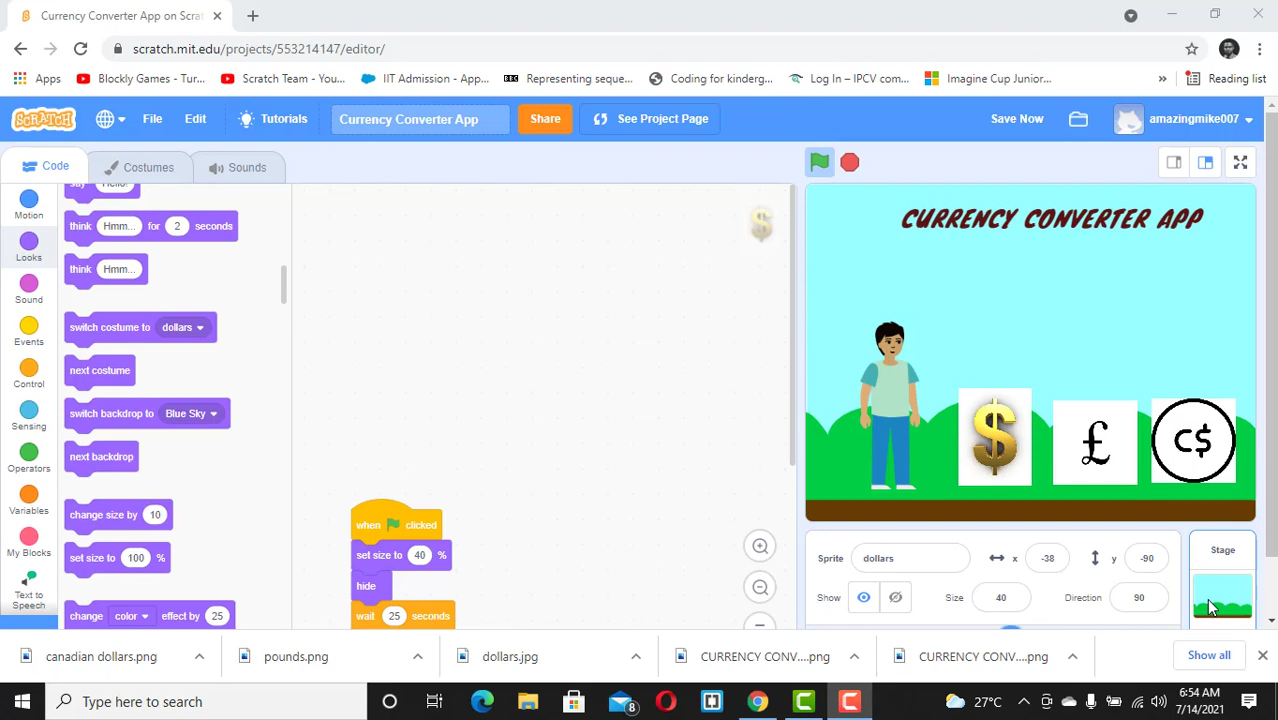 Currency Converter App on Scrat
scratch.mit.edu/projects/553214147/editor/
Apps
Blockly Games - Tur...
Scratch Team - You...
IIT Admission - App...
Representing seque...
Coding for kinderg...
Log In – IPCV com...
Imagine Cup Junior...
»
Reading list
SCRATCH
File
Edit
Tutorials
Currency Converter App
Share
See Project Page
Save Now
amazingmike007
Code
Costumes
Sounds
Motion
Looks
Sound
Events
Control
Sensing
Operators
Variables
My Blocks
Text to
Speech
say Hello!
think Hmm... for 2 seconds
think Hmm...
switch costume to dollars
next costume
switch backdrop to Blue Sky
next backdrop
change size by 10
set size to 100 %
change color effect by 25
when clicked
set size to 40 %
hide
wait 25 seconds
$
CURRENCY CONVERTER APP
$
£
C$
Sprite dollars
x -38
y -90
Show
Size 40
Direction 90
Stage
canadian dollars.png
pounds.png
dollars.jpg
CURRENCY CONV....png
CURRENCY CONV....png
Show all
Type here to search
8
27°C
6:54 AM
7/14/2021